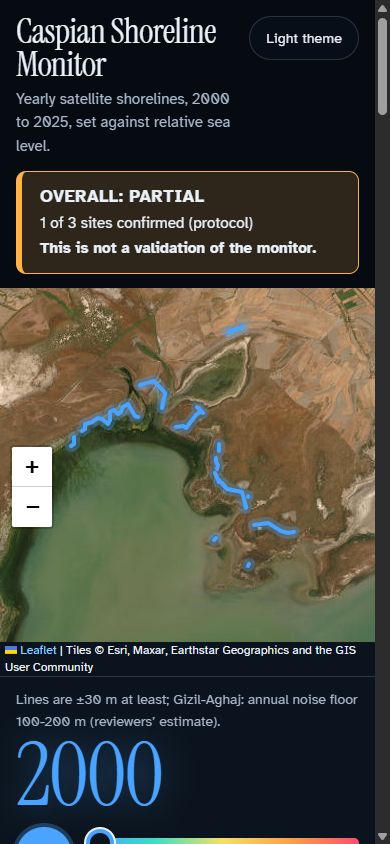 Caspian Shoreline
Monitor
Light theme
Yearly satellite shorelines, 2000
to 2025, set against relative sea
level.
OVERALL: PARTIAL
1 of 3 sites confirmed (protocol)
This is not a validation of the monitor.
+
−
Leaflet | Tiles © Esri, Maxar, Earthstar Geographics and the GIS
User Community
Lines are ±30 m at least; Gizil-Aghaj: annual noise floor
100-200 m (reviewers’ estimate).
2000